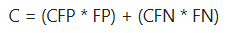 C = (CFP * FP) + (CFN * FN)